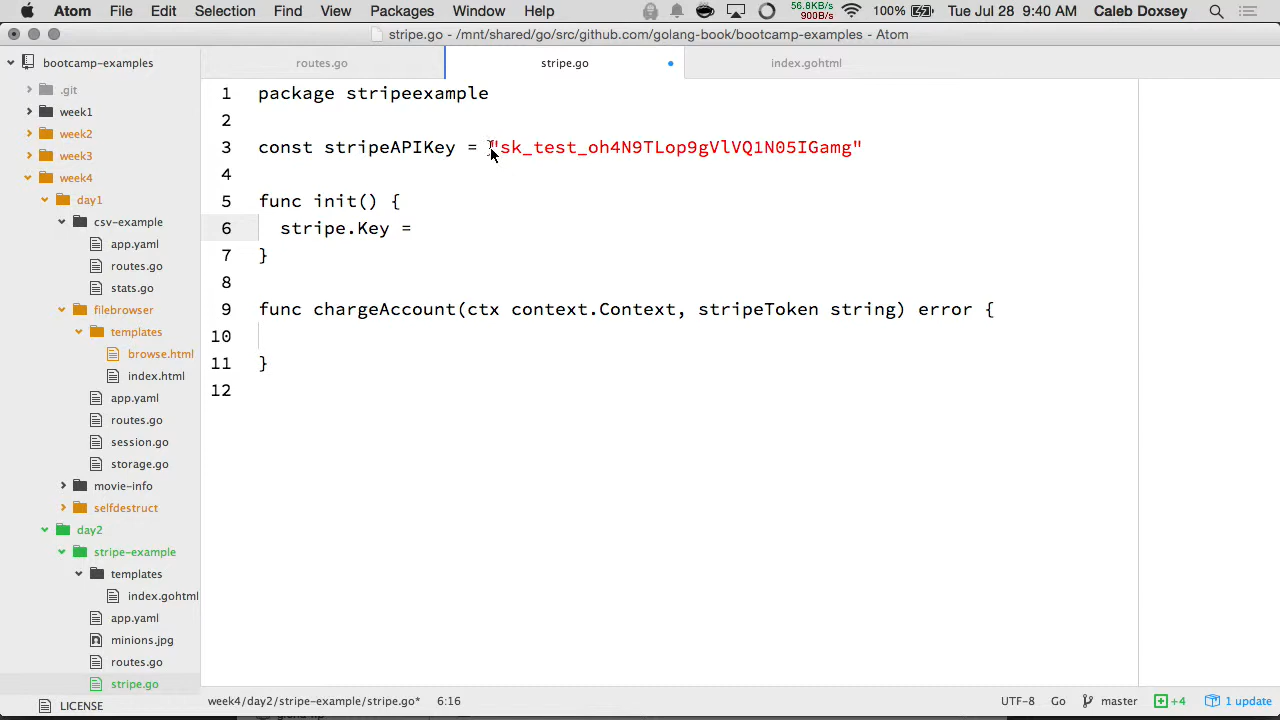 Atom File Edit Selection Find View Packages Window Help 56.8KB/s 900B/s 100% Tue Jul 28 9:40 AM Caleb Doxsey
stripe.go - /mnt/shared/go/src/github.com/golang-book/bootcamp-examples - Atom
bootcamp-examples
.git
week1
week2
week3
week4
day1
csv-example
app.yaml
routes.go
stats.go
filebrowser
templates
browse.html
index.html
app.yaml
routes.go
session.go
storage.go
movie-info
selfdestruct
day2
stripe-example
templates
index.gohtml
app.yaml
minions.jpg
routes.go
stripe.go
LICENSE
routes.go stripe.go index.gohtml
1 package stripeexample
2
3 const stripeAPIKey = "sk_test_oh4N9TLop9gVlVQ1N05IGamg"
4
5 func init() {
6 stripe.Key =
7 }
8
9 func chargeAccount(ctx context.Context, stripeToken string) error {
10
11 }
12
week4/day2/stripe-example/stripe.go* 6:16 UTF-8 Go master +4 1 update